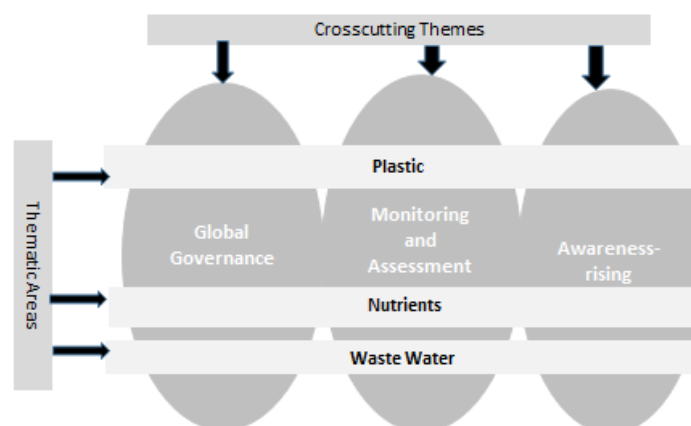 Crosscutting Themes
Thematic Areas
Plastic
Global
Governance
Monitoring
and
Assessment
Awareness-
rising
Nutrients
Waste Water